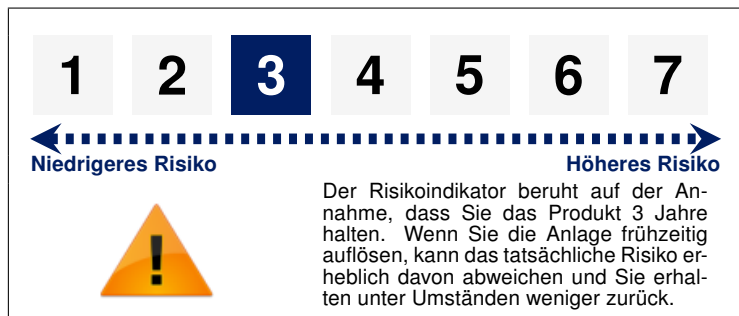 1 2 3 4 5 6 7
Niedrigeres Risiko Höheres Risiko
Der Risikoindikator beruht auf der An-
nahme, dass Sie das Produkt 3 Jahre
halten. Wenn Sie die Anlage frühzeitig
auflösen, kann das tatsächliche Risiko er-
heblich davon abweichen und Sie erhal-
ten unter Umständen weniger zurück.